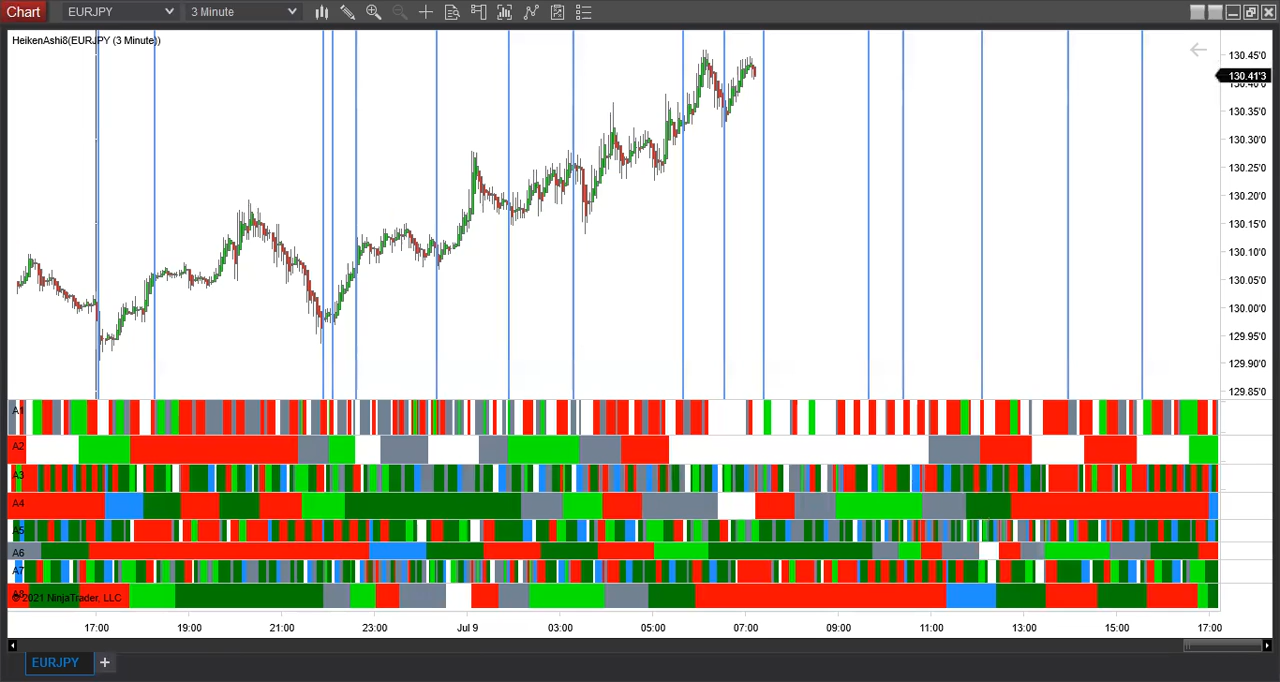 Chart EURJPY 3 Minute
HeikenAshi8(EURJPY (3 Minute))
130.45'0
130.41'3
130.40'0
130.35'0
130.30'0
130.25'0
130.20'0
130.15'0
130.10'0
130.05'0
130.00'0
129.95'0
129.90'0
129.85'0
A1
A2
A3
A4
A5
A6
A7
A8
© 2021 NinjaTrader, LLC
17:00 19:00 21:00 23:00 Jul 9 03:00 05:00 07:00 09:00 11:00 13:00 15:00 17:00
EURJPY +